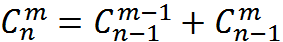 $C_n^m = C_{n-1}^{m-1} + C_{n-1}^m$